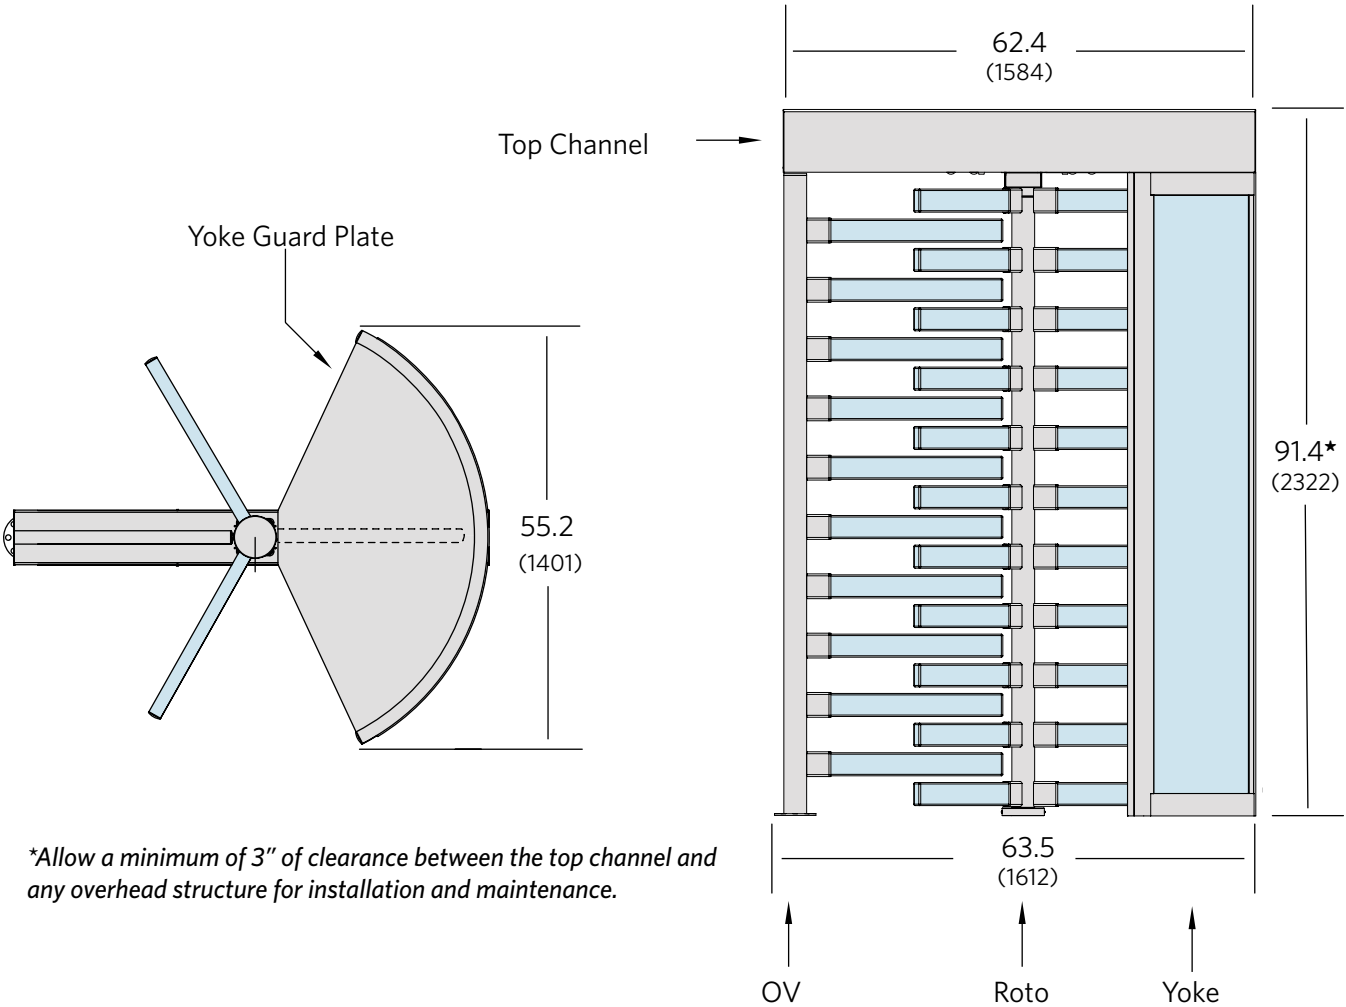 62.4
(1584)
Top Channel
Yoke Guard Plate
91.4★
(2322)
55.2
(1401)
63.5
(1612)
*Allow a minimum of 3” of clearance between the top channel and
any overhead structure for installation and maintenance.
OV
Roto
Yoke